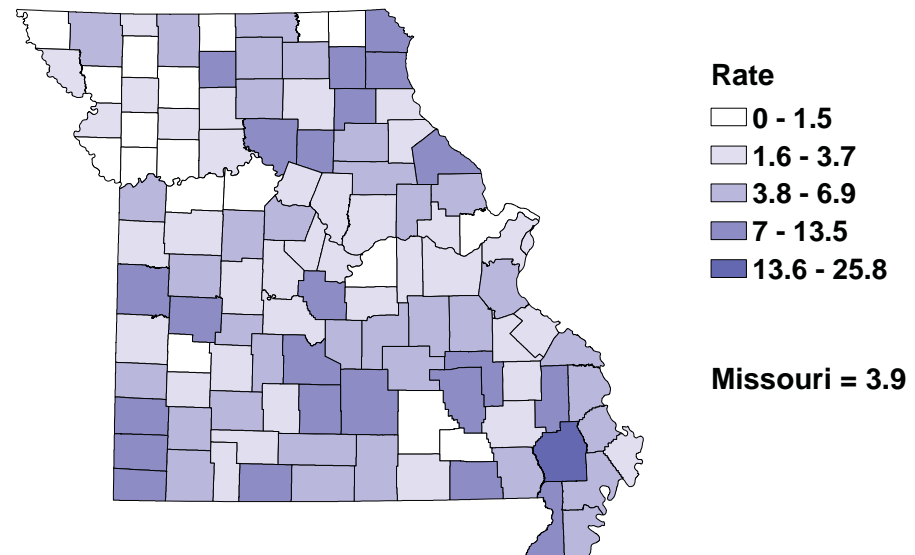 Rate
0 - 1.5
1.6 - 3.7
3.8 - 6.9
7 - 13.5
13.6 - 25.8
Missouri = 3.9